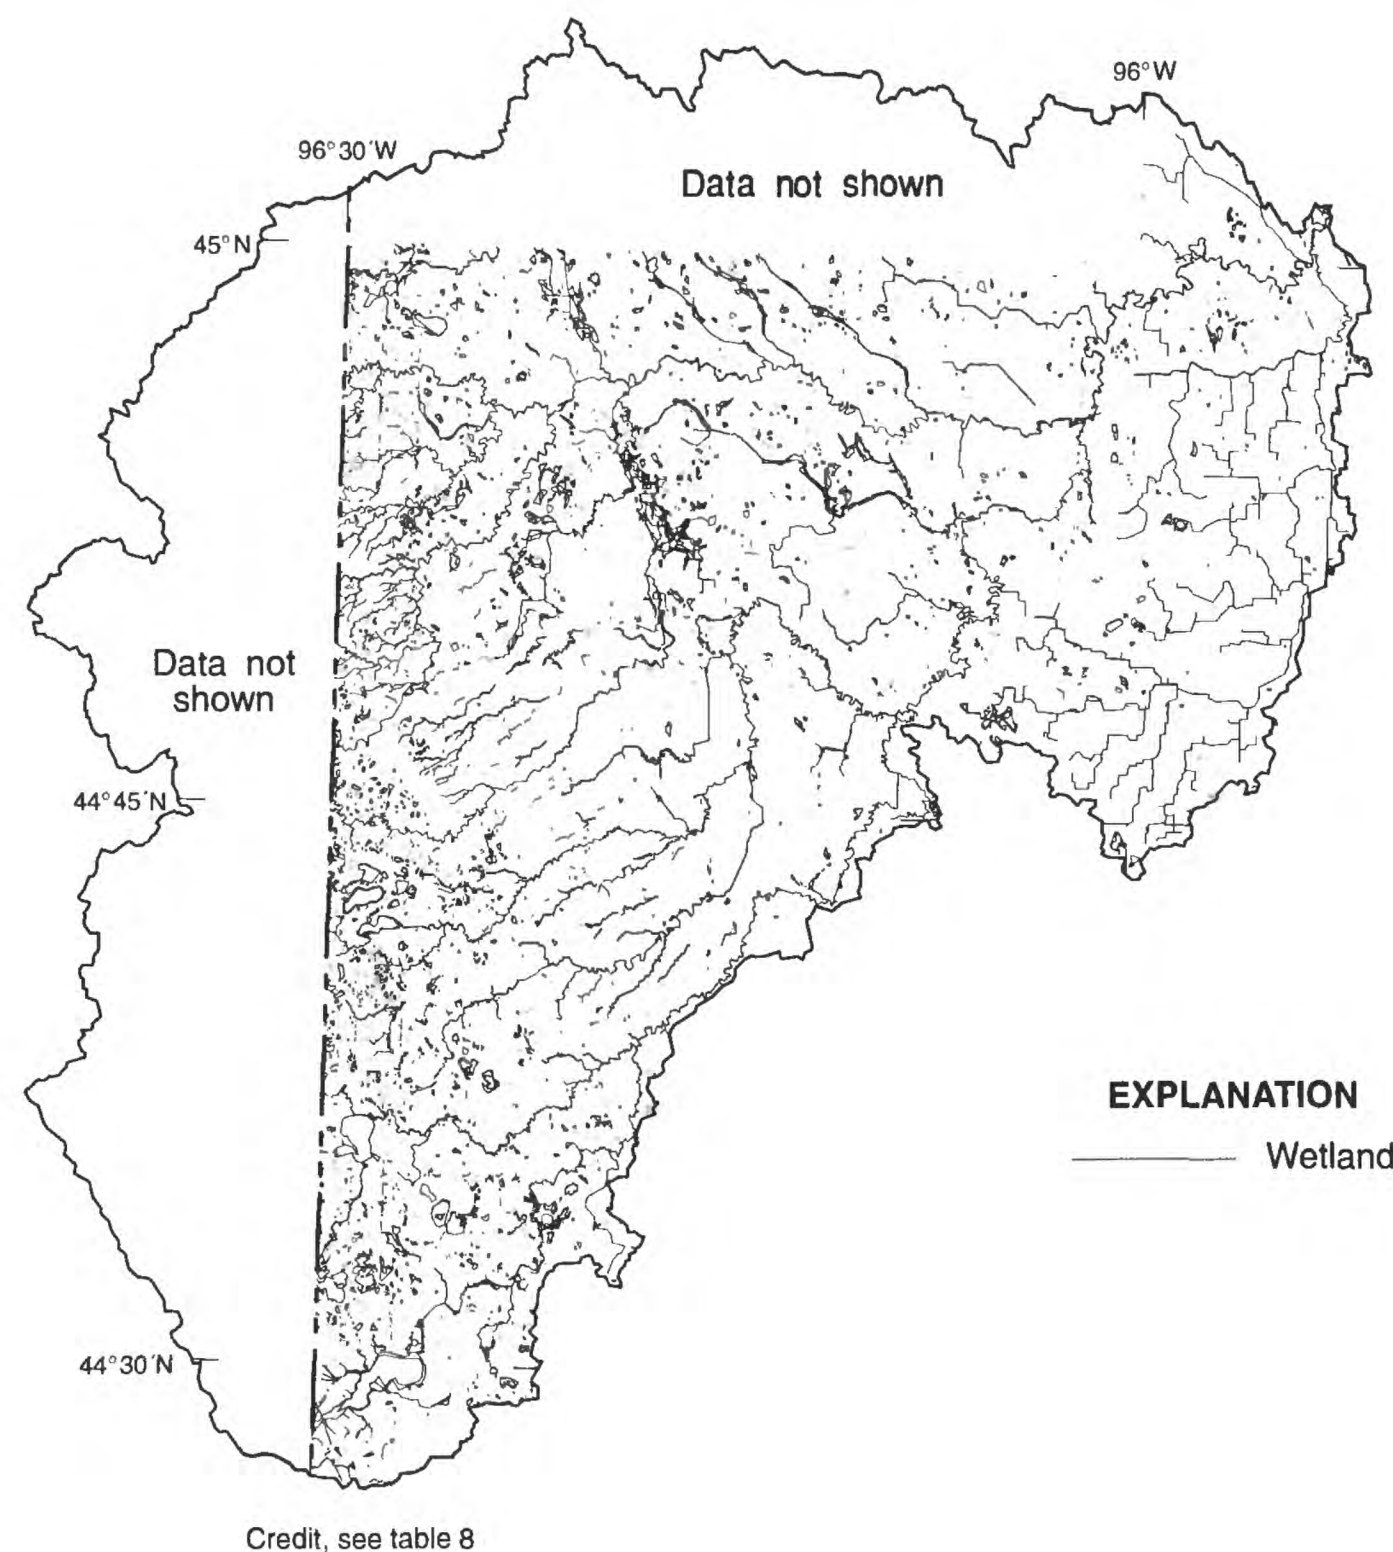 96°W
96°30′W
Data not shown
45°N
Data not
shown
44°45′N
EXPLANATION
Wetland
44°30′N
Credit, see table 8